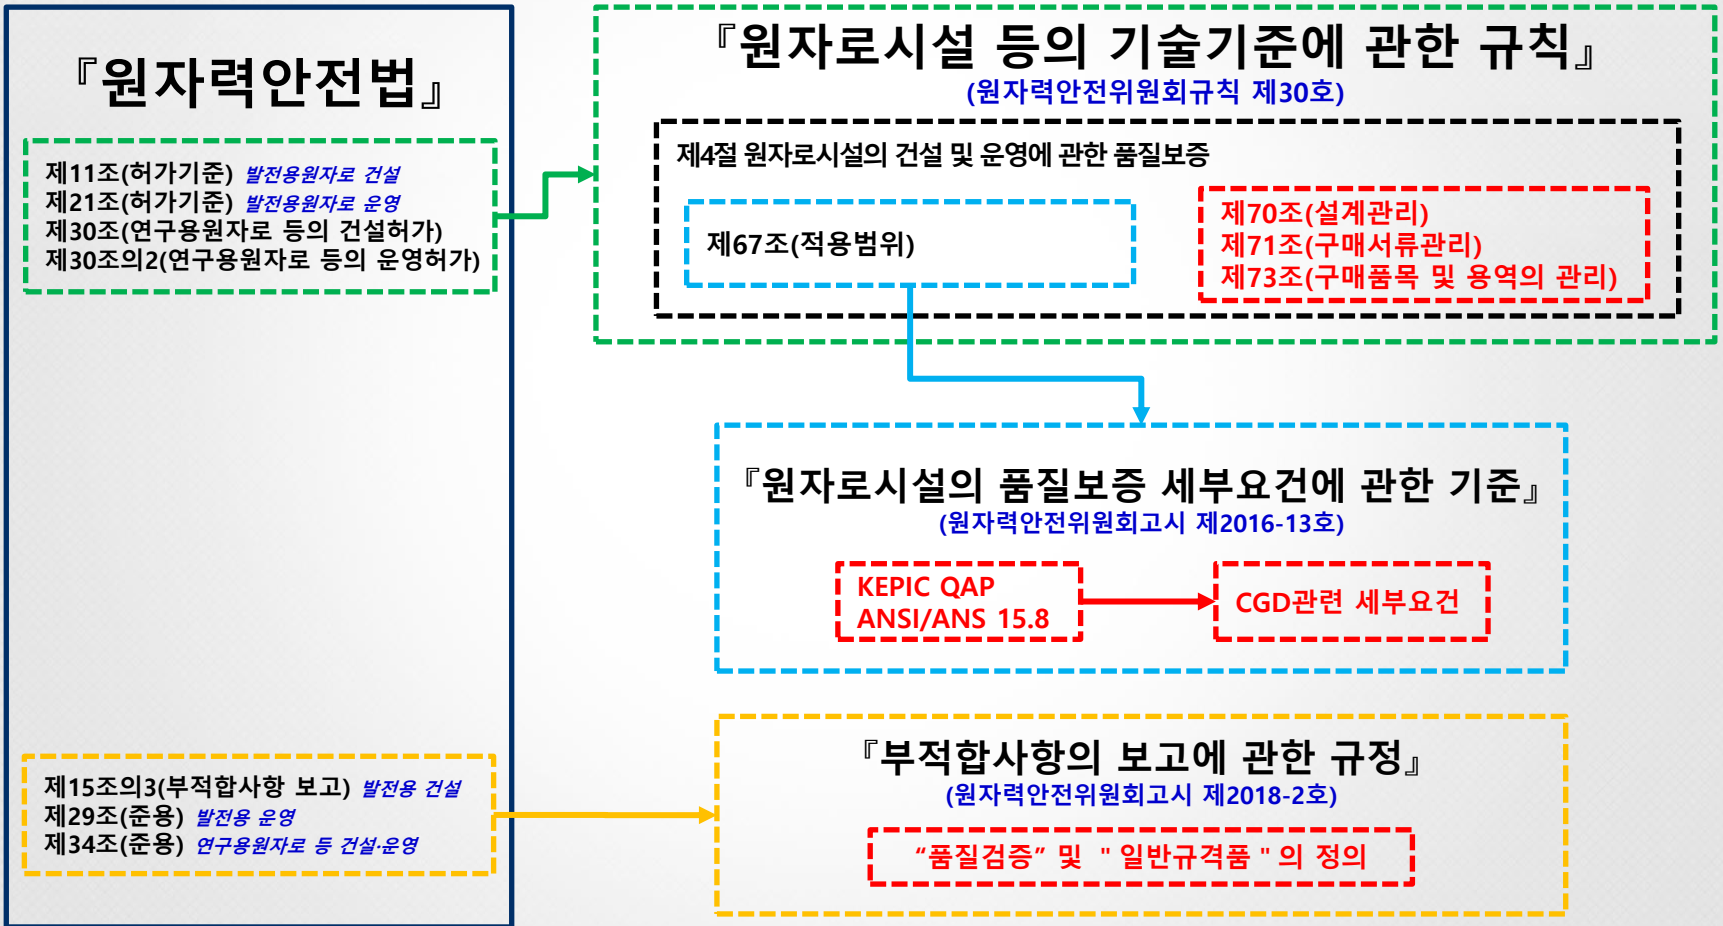 『원자력안전법』
제11조(허가기준) 발전용원자로 건설
제21조(허가기준) 발전용원자로 운영
제30조(연구용원자로 등의 건설허가)
제30조의2(연구용원자로 등의 운영허가)
제15조의3(부적합사항 보고) 발전용 건설
제29조(준용) 발전용 운영
제34조(준용) 연구용원자로 등 건설·운영
『원자로시설 등의 기술기준에 관한 규칙』
(원자력안전위원회규칙 제30호)
제4절 원자로시설의 건설 및 운영에 관한 품질보증
제67조(적용범위)
제70조(설계관리)
제71조(구매서류관리)
제73조(구매품목 및 용역의 관리)
『원자로시설의 품질보증 세부요건에 관한 기준』
(원자력안전위원회고시 제2016-13호)
KEPIC QAP
ANSI/ANS 15.8
CGD관련 세부요건
『부적합사항의 보고에 관한 규정』
(원자력안전위원회고시 제2018-2호)
“품질검증” 및 "일반규격품"의 정의